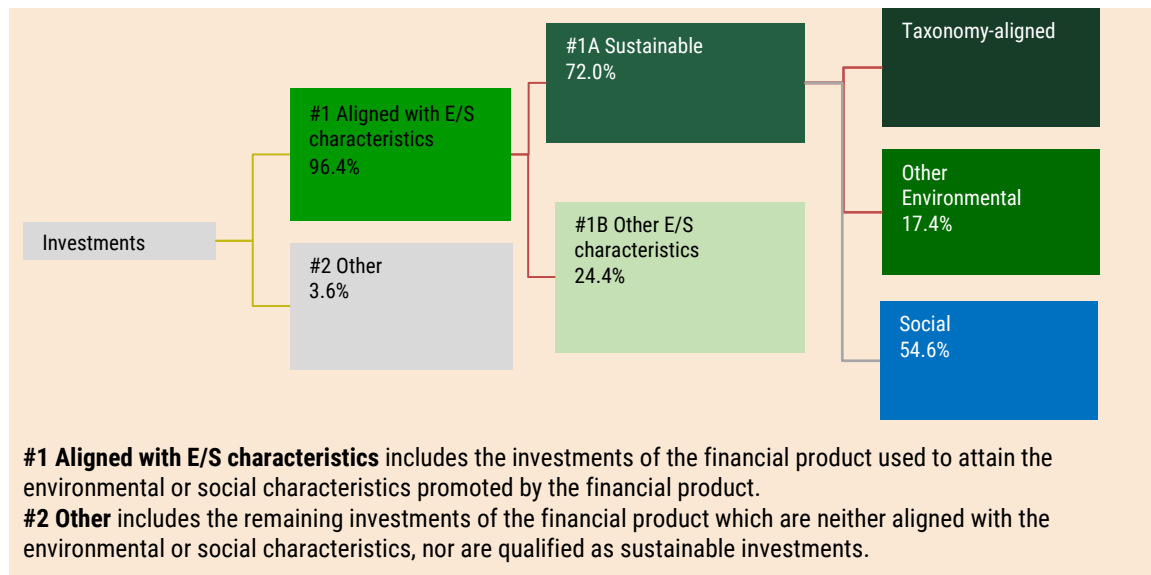 Investments
#1 Aligned with E/S
characteristics
96.4%
#2 Other
3.6%
#1A Sustainable
72.0%
#1B Other E/S
characteristics
24.4%
Taxonomy-aligned
Other
Environmental
17.4%
Social
54.6%
#1 Aligned with E/S characteristics includes the investments of the financial product used to attain the
environmental or social characteristics promoted by the financial product.
#2 Other includes the remaining investments of the financial product which are neither aligned with the
environmental or social characteristics, nor are qualified as sustainable investments.